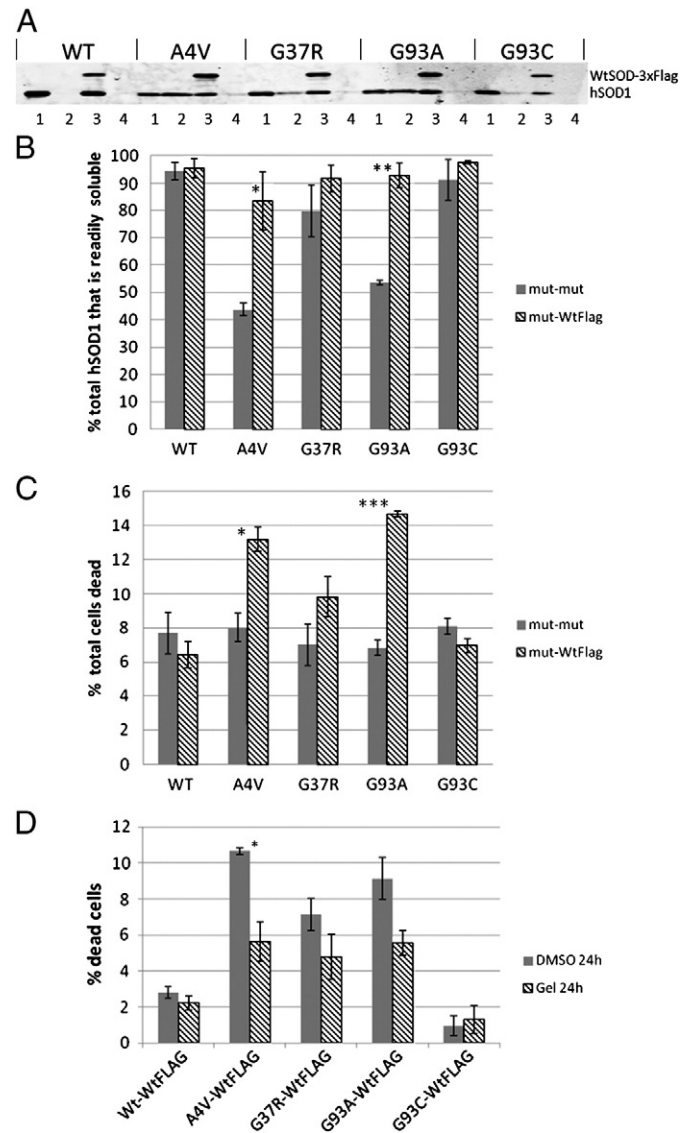 A
| WT | A4V | G37R | G93A | G93C |
WtSOD-3xFlag
hSOD1
1 2 3 4 1 2 3 4 1 2 3 4 1 2 3 4 1 2 3 4
B
% total hSOD1 that is readily soluble
100
90
80
70
60
50
40
30
20
10
0
*
**
WT A4V G37R G93A G93C
mut-mut
mut-WtFlag
C
% total cells dead
16
14
12
10
8
6
4
2
0
*
***
WT A4V G37R G93A G93C
mut-mut
mut-WtFlag
D
% dead cells
12
10
8
6
4
2
0
*
Wt-WtFLAG
A4V-WtFLAG
G37R-WtFLAG
G93A-WtFLAG
G93C-WtFLAG
DMSO 24h
Gel 24h